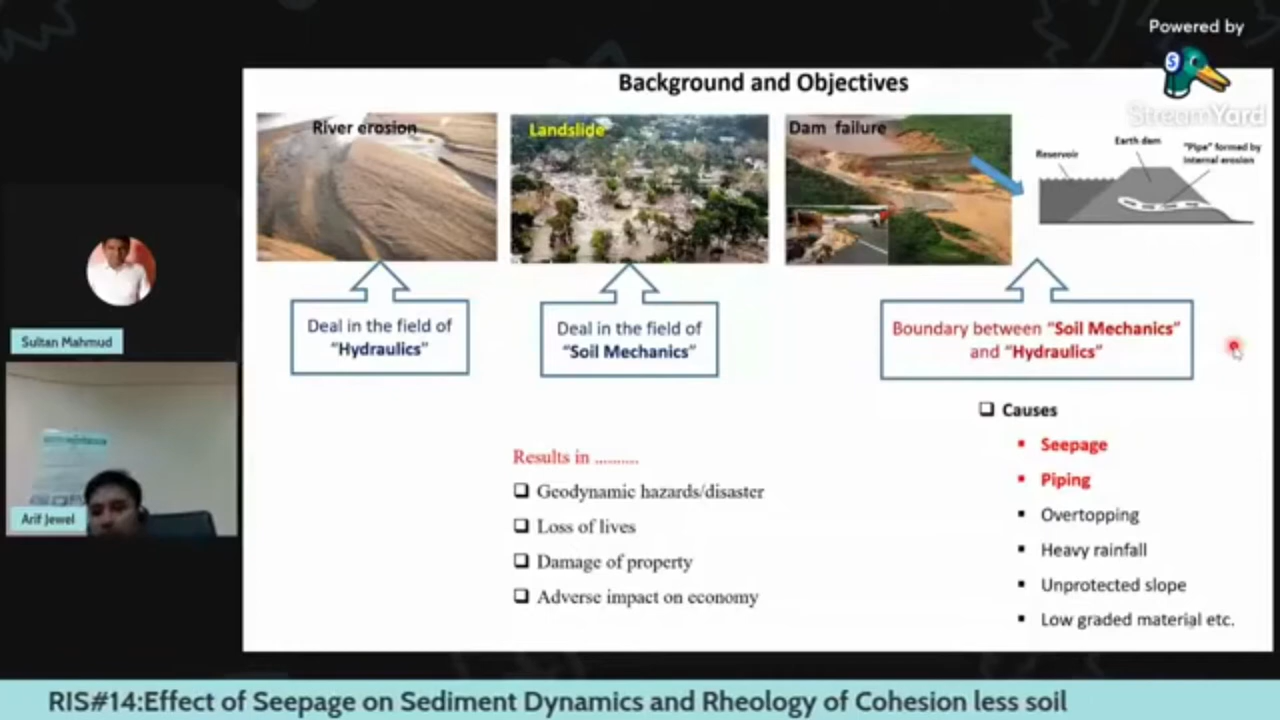 Powered by
StreamYard
Background and Objectives
River erosion
Landslide
Dam failure
Reservoir
Earth dam
"Pipe" formed by
internal erosion
Deal in the field of
"Hydraulics"
Deal in the field of
"Soil Mechanics"
Boundary between "Soil Mechanics"
and "Hydraulics"
Sultan Mahmud
Arif Jewel
Results in ..........
Geodynamic hazards/disaster
Loss of lives
Damage of property
Adverse impact on economy
Causes
Seepage
Piping
Overtopping
Heavy rainfall
Unprotected slope
Low graded material etc.
RIS#14:Effect of Seepage on Sediment Dynamics and Rheology of Cohesion less soil